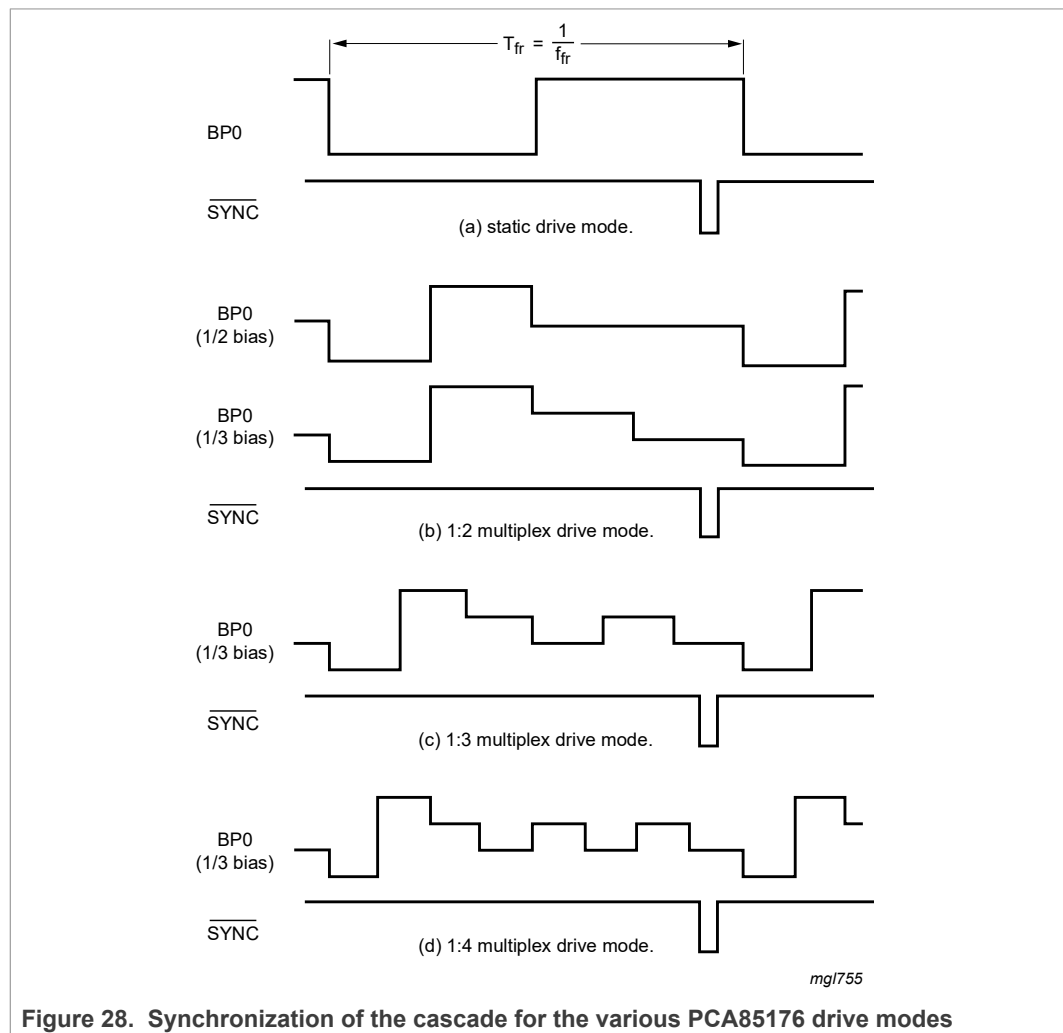 Tfr = 1/ffr
BP0
SYNC
(a) static drive mode.
BP0
(1/2 bias)
BP0
(1/3 bias)
SYNC
(b) 1:2 multiplex drive mode.
BP0
(1/3 bias)
SYNC
(c) 1:3 multiplex drive mode.
BP0
(1/3 bias)
SYNC
(d) 1:4 multiplex drive mode.
mgl755
Figure 28. Synchronization of the cascade for the various PCA85176 drive modes